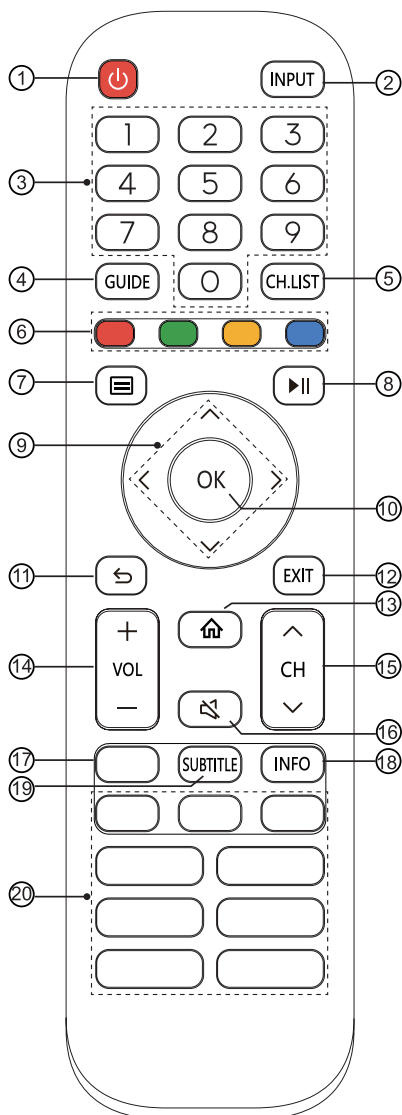 ① INPUT ②
1 2 3
③ 4 5 6
7 8 9
④ GUIDE 0 CH.LIST ⑤
⑥
⑦ ⑧
⑨
OK
⑩
⑪ EXIT ⑫
⑬
+
⑭ VOL CH ⑮
—
⑯
⑰ SUBTITLE INFO ⑱
⑲
⑳